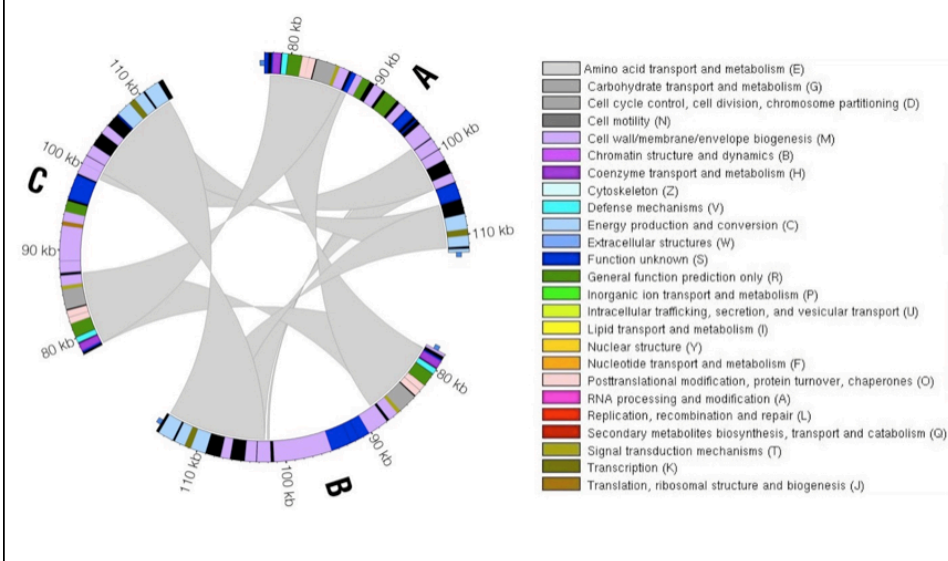 80 kb
90 kb
A
100 kb
110 kb
110 kb
100 kb
C
90 kb
80 kb
80 kb
90 kb
100 kb
B
110 kb
Amino acid transport and metabolism (E)
Carbohydrate transport and metabolism (G)
Cell cycle control, cell division, chromosome partitioning (D)
Cell motility (N)
Cell wall/membrane/envelope biogenesis (M)
Chromatin structure and dynamics (B)
Coenzyme transport and metabolism (H)
Cytoskeleton (Z)
Defense mechanisms (V)
Energy production and conversion (C)
Extracellular structures (W)
Function unknown (S)
General function prediction only (R)
Inorganic ion transport and metabolism (P)
Intracellular trafficking, secretion, and vesicular transport (U)
Lipid transport and metabolism (I)
Nuclear structure (Y)
Nucleotide transport and metabolism (F)
Posttranslational modification, protein turnover, chaperones (O)
RNA processing and modification (A)
Replication, recombination and repair (L)
Secondary metabolites biosynthesis, transport and catabolism (Q)
Signal transduction mechanisms (T)
Transcription (K)
Translation, ribosomal structure and biogenesis (J)